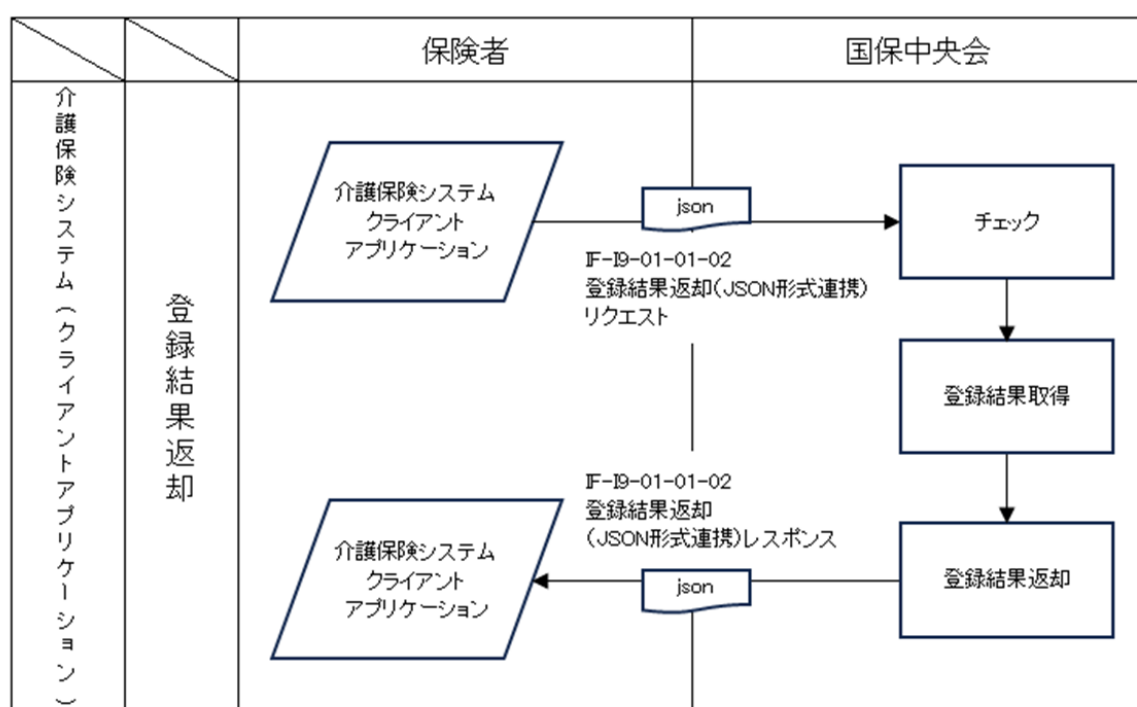 保険者
国保中央会
介護保険システム(クライアントアプリケーション)
登録結果返却
介護保険システム
クライアント
アプリケーション
json
IF-I9-01-01-02
登録結果返却(JSON形式連携)
リクエスト
チェック
登録結果取得
IF-I9-01-01-02
登録結果返却
(JSON形式連携)レスポンス
介護保険システム
クライアント
アプリケーション
json
登録結果返却